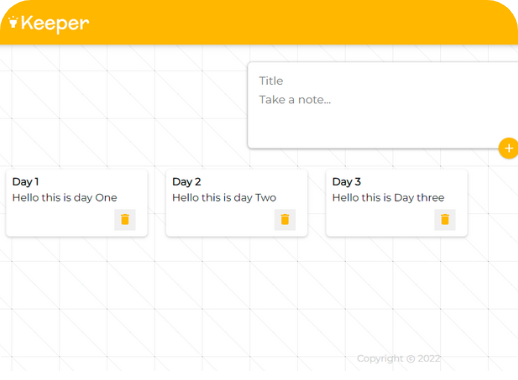 Keeper
Title
Take a note...
+
Day 1
Hello this is day One
Day 2
Hello this is day Two
Day 3
Hello this is Day three
Copyright © 2022